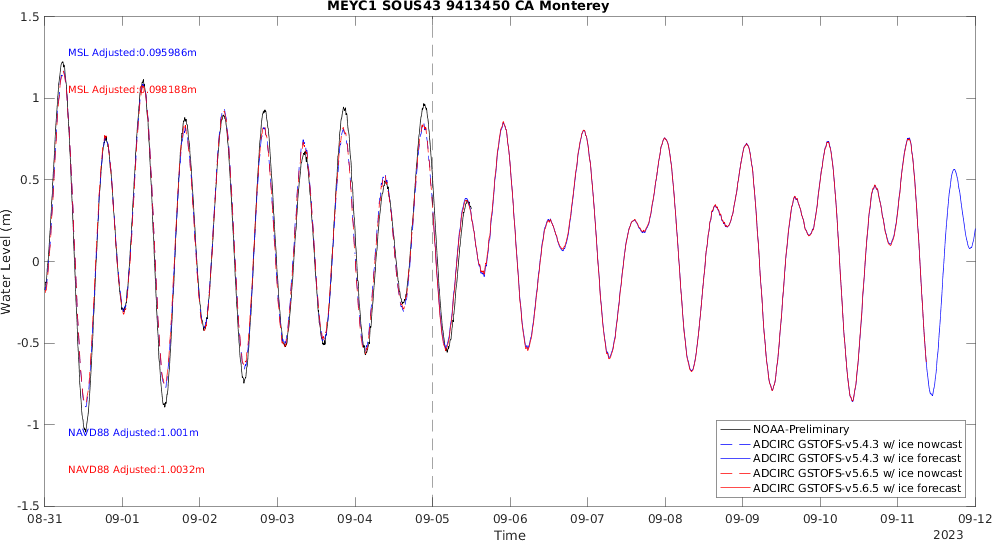 MEYC1 SOUS43 9413450 CA Monterey
1.5
MSL Adjusted:0.095986m
MSL Adjusted:0.098188m
1
0.5
Water Level (m)
0
-0.5
-1
NAVD88 Adjusted:1.001m
NAVD88 Adjusted:1.0032m
NOAA-Preliminary
ADCIRC GSTOFS-v5.4.3 w/ ice nowcast
ADCIRC GSTOFS-v5.4.3 w/ ice forecast
ADCIRC GSTOFS-v5.6.5 w/ ice nowcast
ADCIRC GSTOFS-v5.6.5 w/ ice forecast
-1.5
08-31 09-01 09-02 09-03 09-04 09-05 09-06 09-07 09-08 09-09 09-10 09-11 09-12
Time 2023